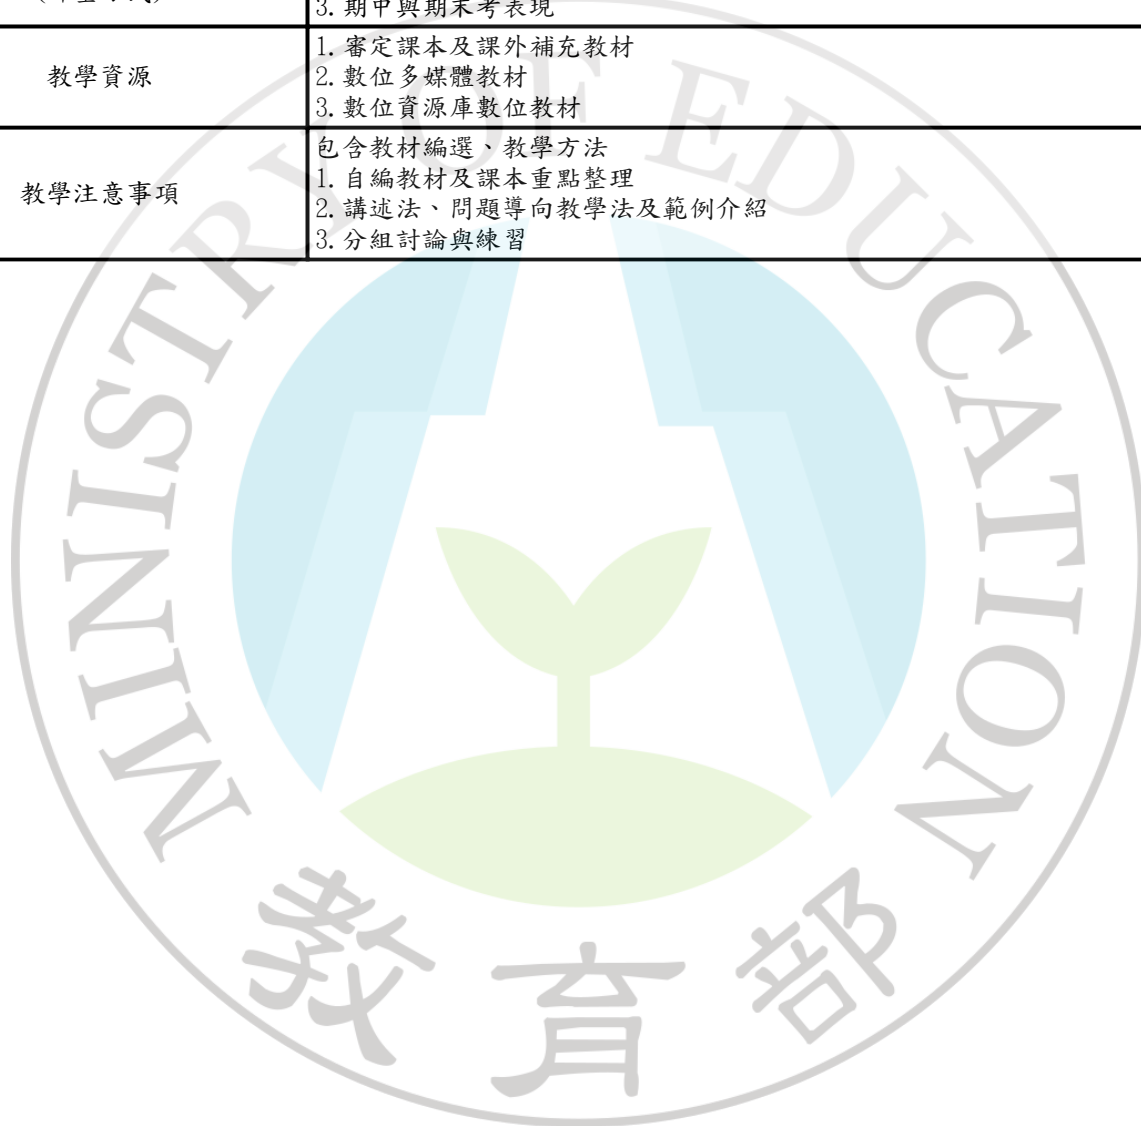 3.期中與期末考表現
教學資源
1.審定課本及課外補充教材
2.數位多媒體教材
3.數位資源庫數位教材
教學注意事項
包含教材編選、教學方法
1.自編教材及課本重點整理
2.講述法、問題導向教學法及範例介紹
3.分組討論與練習
MINISTRY OF EDUCATION
教育部